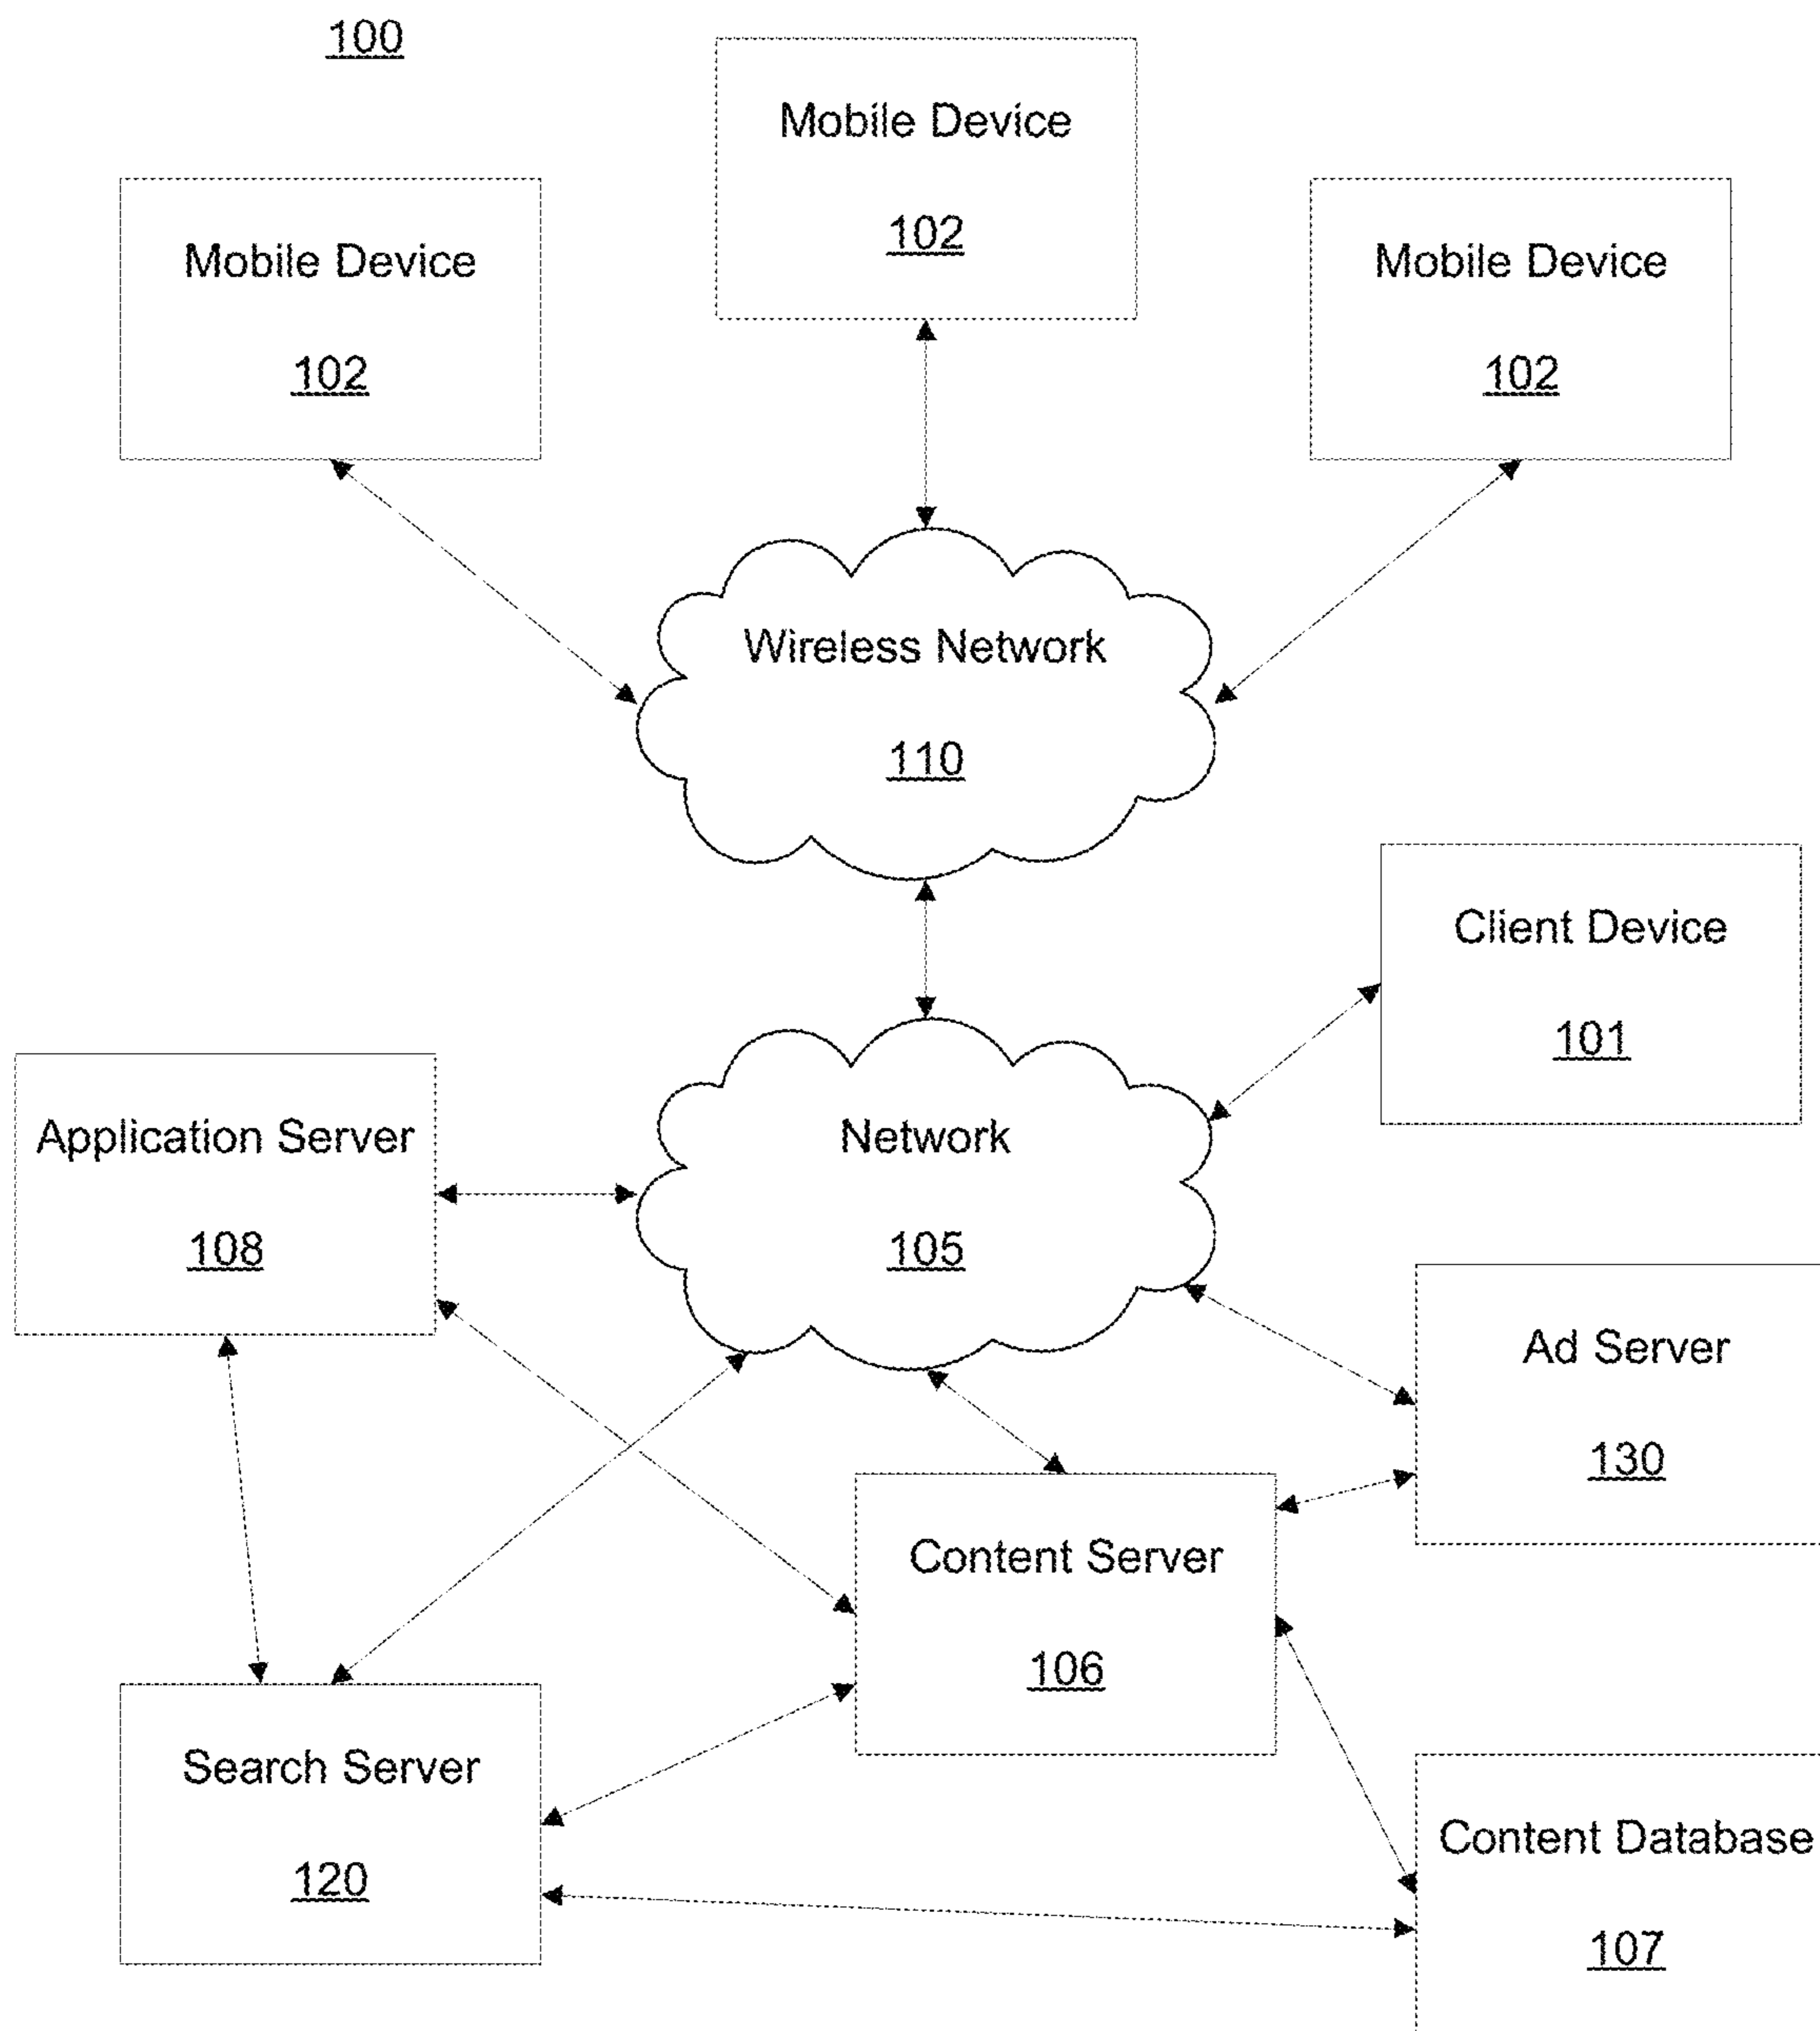 100
Mobile Device
102
Mobile Device
102
Mobile Device
102
Wireless Network
110
Client Device
101
Application Server
108
Network
105
Ad Server
130
Content Server
106
Search Server
120
Content Database
107